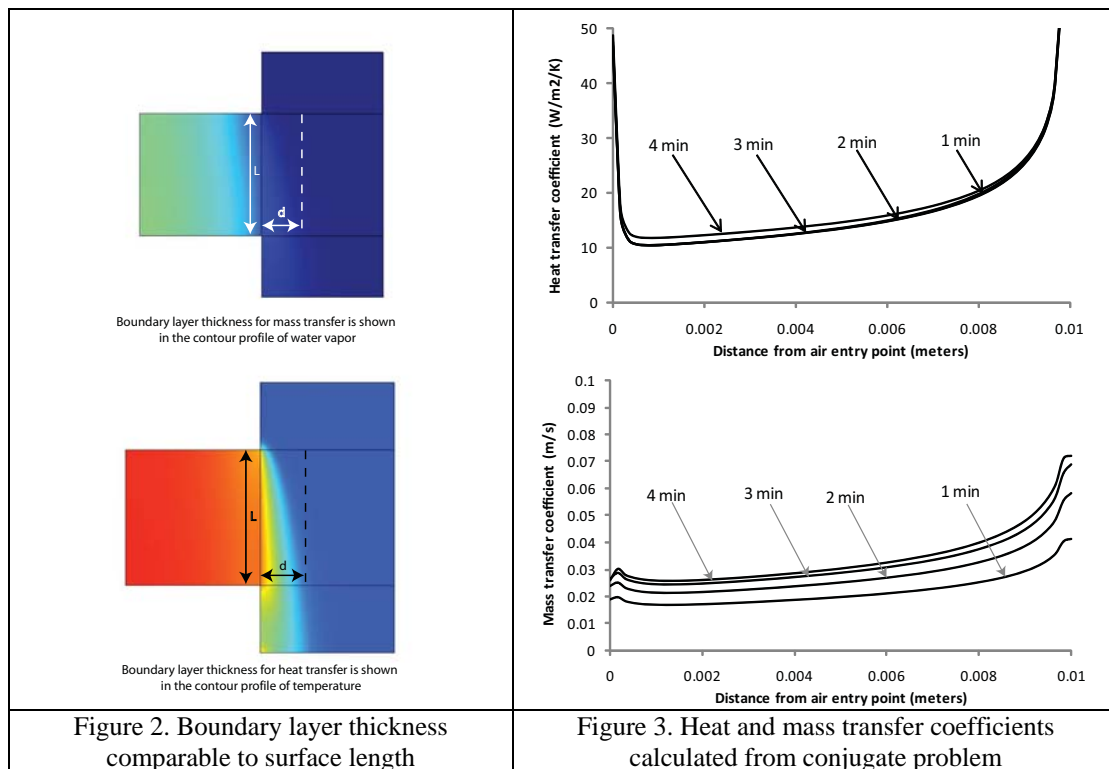 L
d
Boundary layer thickness for mass transfer is shown
in the contour profile of water vapor
L
d
Boundary layer thickness for heat transfer is shown
in the contour profile of temperature
Figure 2. Boundary layer thickness
comparable to surface length
Heat transfer coefficient (W/m2/K)
50
40
30
20
10
0
4 min
3 min
2 min
1 min
0
0.002
0.004
0.006
0.008
0.01
Distance from air entry point (meters)
Mass transfer coefficient (m/s)
0.1
0.09
0.08
0.07
0.06
0.05
0.04
0.03
0.02
0.01
0
4 min
3 min
2 min
1 min
0
0.002
0.004
0.006
0.008
0.01
Distance from air entry point (meters)
Figure 3. Heat and mass transfer coefficients
calculated from conjugate problem